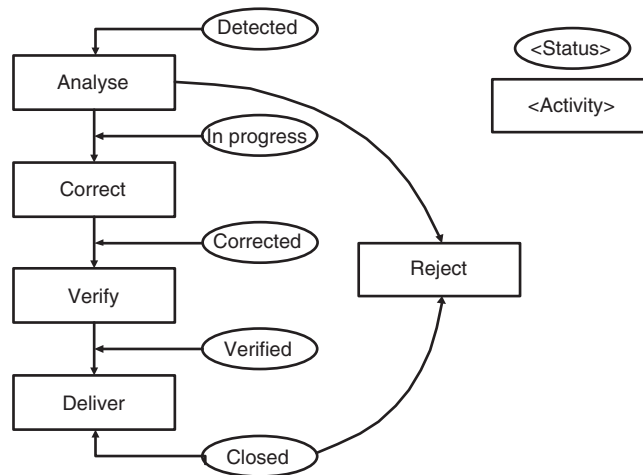 Detected
<Status>
Analyse
<Activity>
In progress
Correct
Corrected
Reject
Verify
Verified
Deliver
Closed